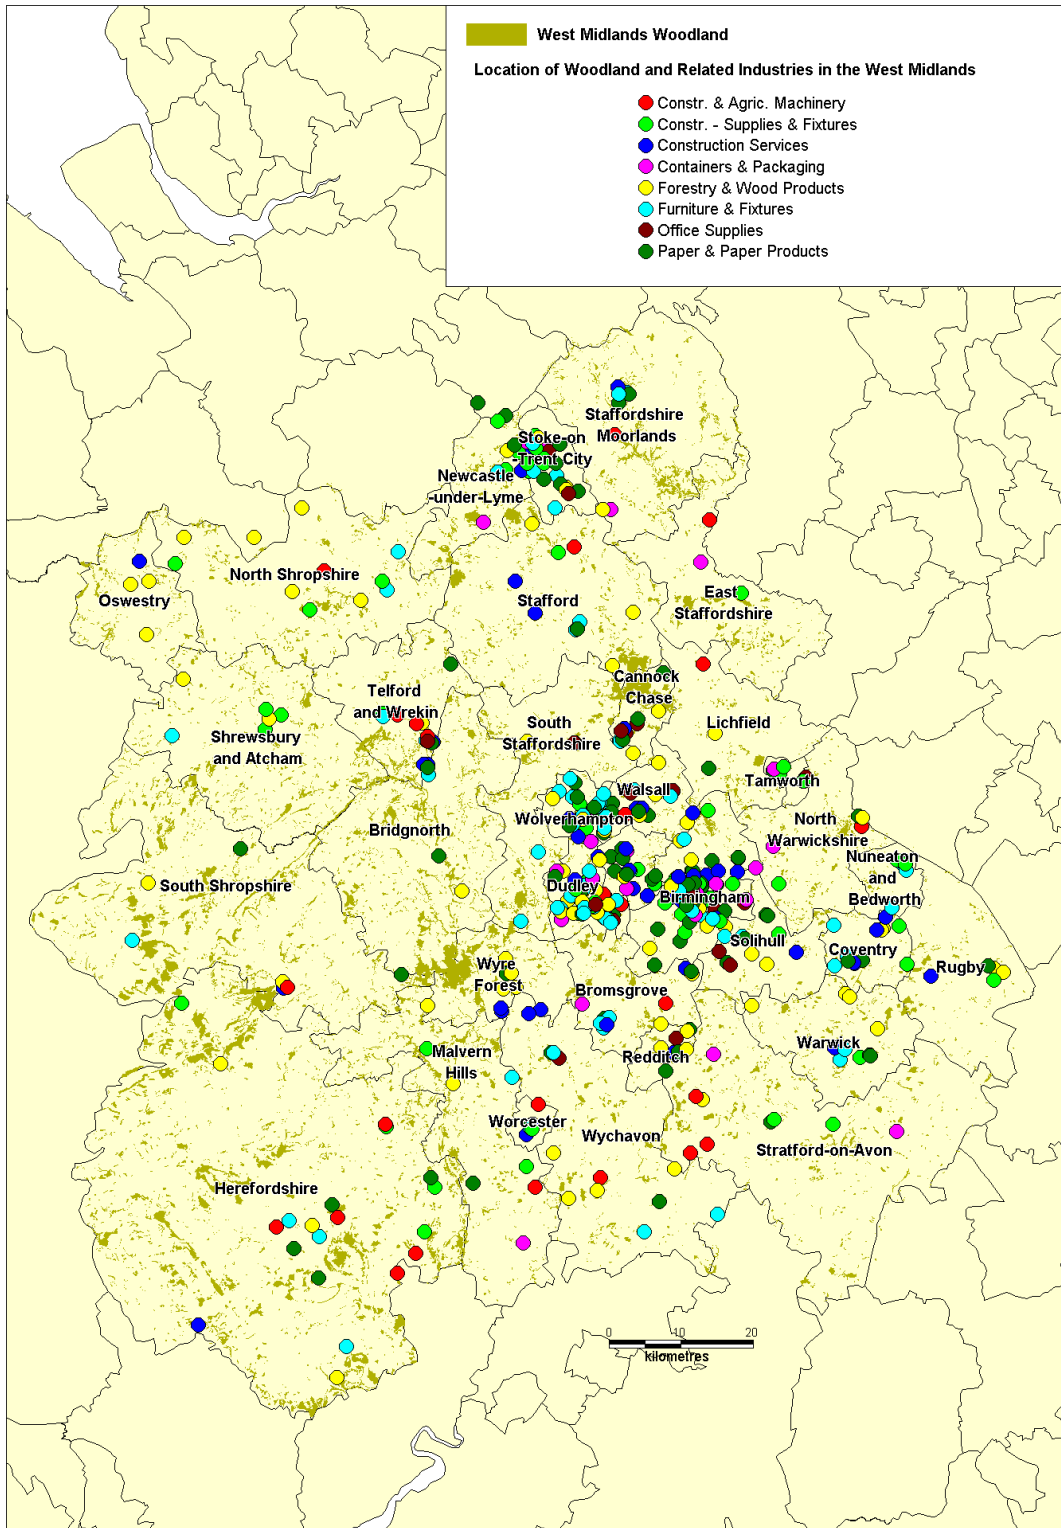 West Midlands Woodland
Location of Woodland and Related Industries in the West Midlands
Constr. & Agric. Machinery
Constr. - Supplies & Fixtures
Construction Services
Containers & Packaging
Forestry & Wood Products
Furniture & Fixtures
Office Supplies
Paper & Paper Products
Staffordshire
Moorlands
Stoke-on
-Trent City
Newcastle
-under-Lyme
North Shropshire
Oswestry
Stafford
East
Staffordshire
Cannock
Chase
Telford
and Wrekin
South
Staffordshire
Lichfield
Shrewsbury
and Atcham
Tamworth
Walsall
Wolverhampton
North
Warwickshire
Bridgnorth
Nuneaton
and
Bedworth
South Shropshire
Dudley
Birmingham
Solihull
Coventry
Rugby
Wyre
Forest
Bromsgrove
Malvern
Hills
Redditch
Warwick
Worcester
Wychavon
Stratford-on-Avon
Herefordshire
0 10 20
kilometres